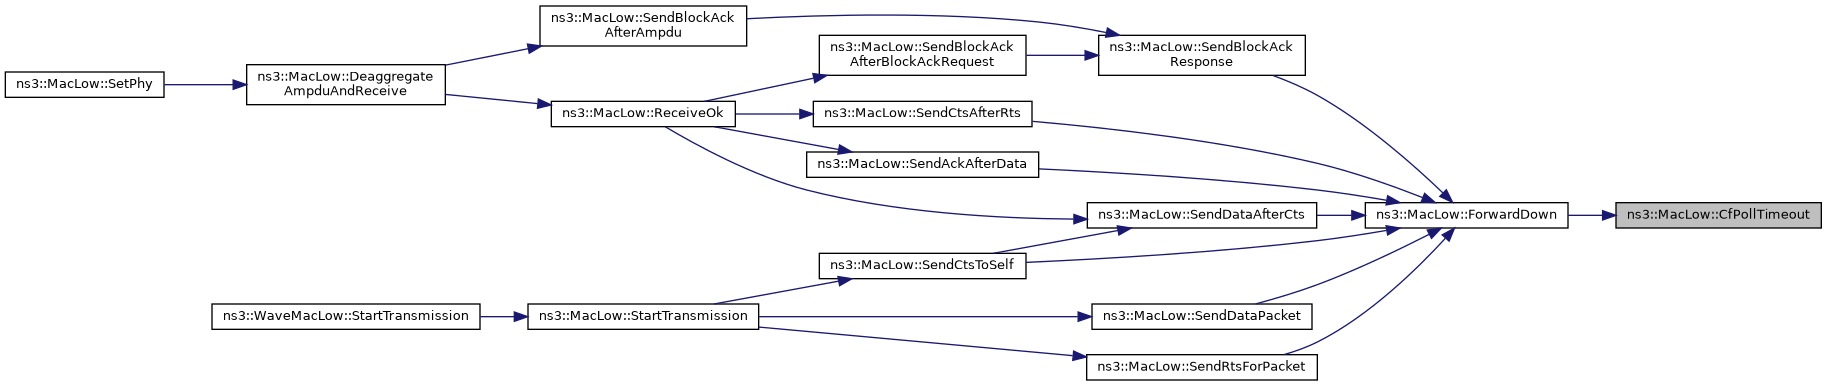 ns3::MacLow::SendBlockAck
AfterAmpdu
ns3::MacLow::SendBlockAck
AfterBlockAckRequest
ns3::MacLow::SendBlockAck
Response
ns3::MacLow::SetPhy
ns3::MacLow::Deaggregate
AmpduAndReceive
ns3::MacLow::ReceiveOk
ns3::MacLow::SendCtsAfterRts
ns3::MacLow::SendAckAfterData
ns3::MacLow::SendDataAfterCts
ns3::MacLow::ForwardDown
ns3::MacLow::CfPollTimeout
ns3::MacLow::SendCtsToSelf
ns3::WaveMacLow::StartTransmission
ns3::MacLow::StartTransmission
ns3::MacLow::SendDataPacket
ns3::MacLow::SendRtsForPacket